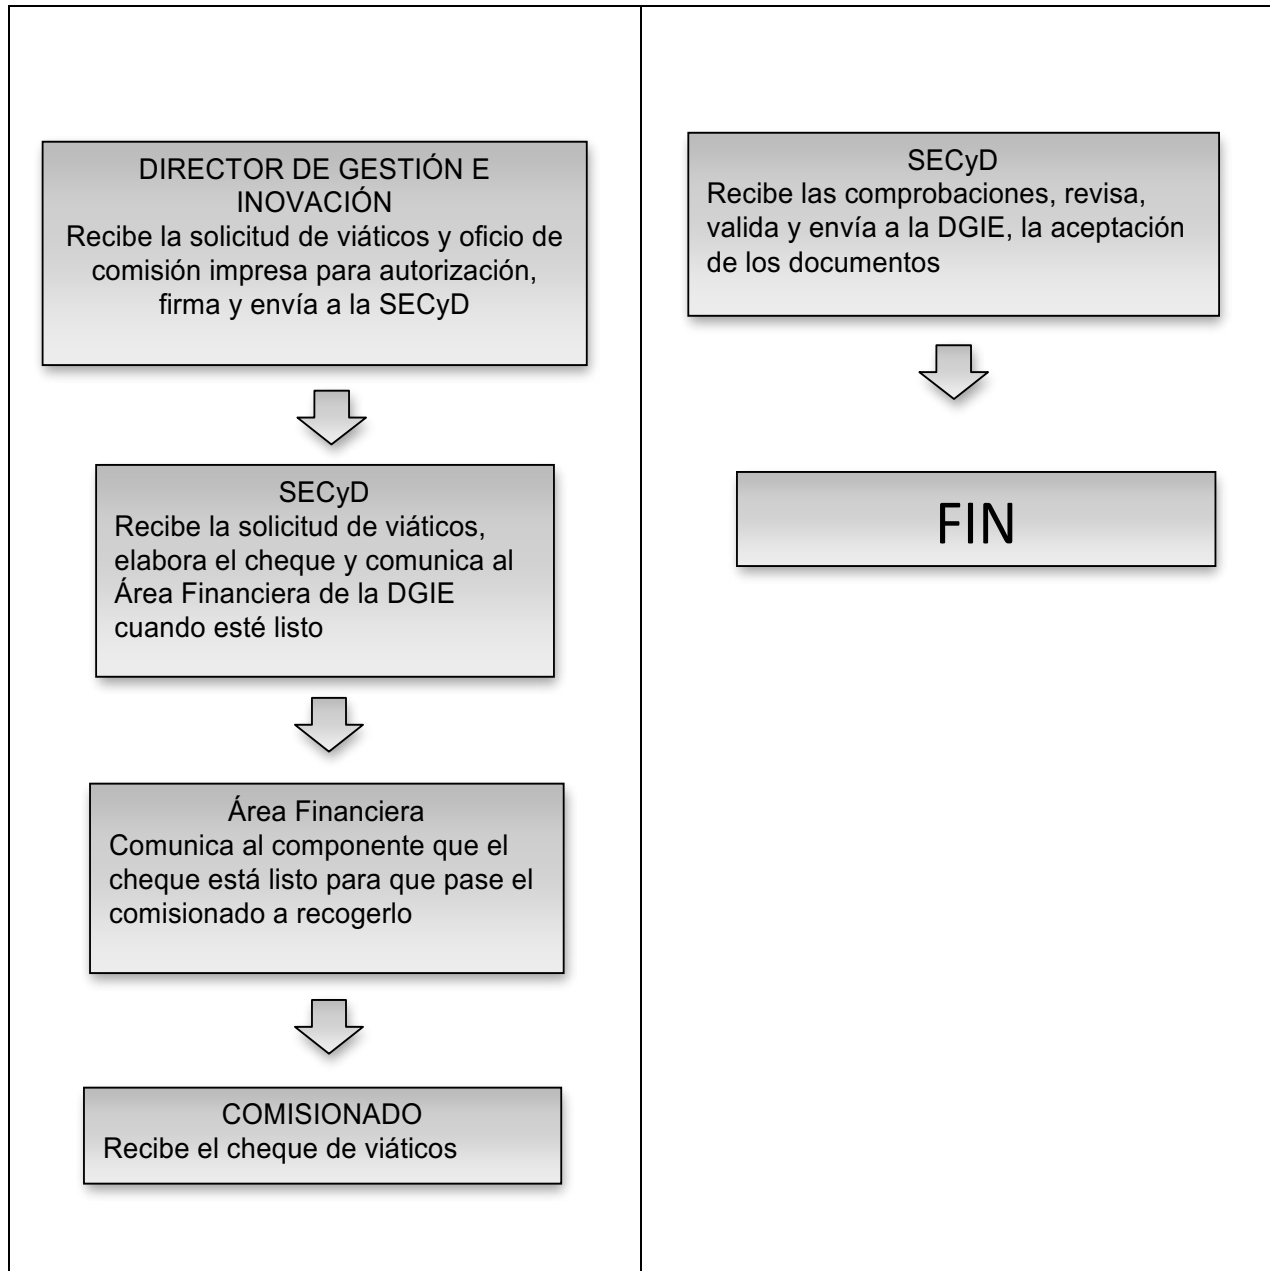 DIRECTOR DE GESTIÓN E
INOVACIÓN
Recibe la solicitud de viáticos y oficio de
comisión impresa para autorización,
firma y envía a la SECyD
SECyD
Recibe la solicitud de viáticos,
elabora el cheque y comunica al
Área Financiera de la DGIE
cuando esté listo
Área Financiera
Comunica al componente que el
cheque está listo para que pase el
comisionado a recogerlo
COMISIONADO
Recibe el cheque de viáticos
SECyD
Recibe las comprobaciones, revisa,
valida y envía a la DGIE, la aceptación
de los documentos
FIN